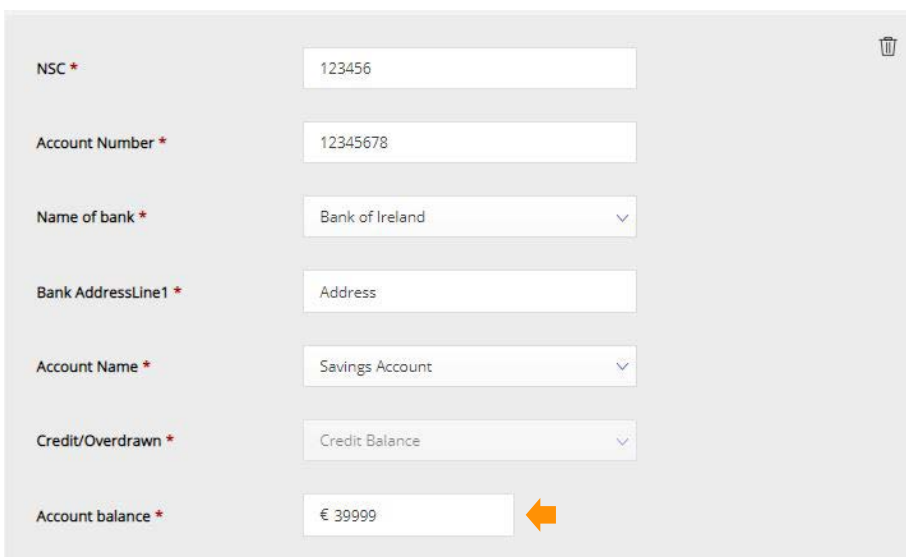 NSC * 123456
Account Number * 12345678
Name of bank * Bank of Ireland
Bank AddressLine1 * Address
Account Name * Savings Account
Credit/Overdrawn * Credit Balance
Account balance * € 39999